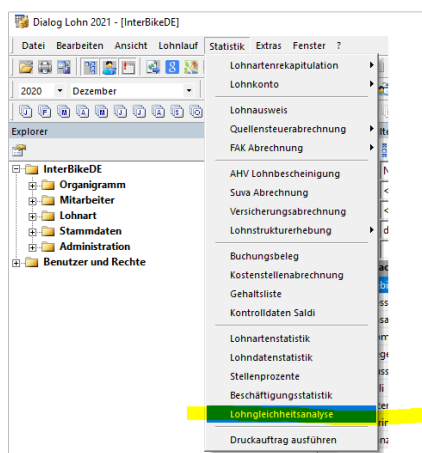 Dialog Lohn 2021 - [InterBikeDE]
Datei Bearbeiten Ansicht Lohnlauf Statistik Extras Fenster ?
2020 Dezember
Explorer
InterBikeDE
Organigramm
Mitarbeiter
Lohnart
Stammdaten
Administration
Benutzer und Rechte
Lohnartenrekapitulation
Lohnkonto
Lohnausweis
Quellensteuerabrechnung
FAK Abrechnung
AHV Lohnbescheinigung
Suva Abrechnung
Versicherungsabrechnung
Lohnstrukturerhebung
Buchungsbeleg
Kostenstellenabrechnung
Gehaltsliste
Kontrolldaten Saldi
Lohnartenstatistik
Lohndatenstatistik
Stellenprozente
Beschäftigungsstatistik
Lohngleichheitsanalyse
Druckauftrag ausführen